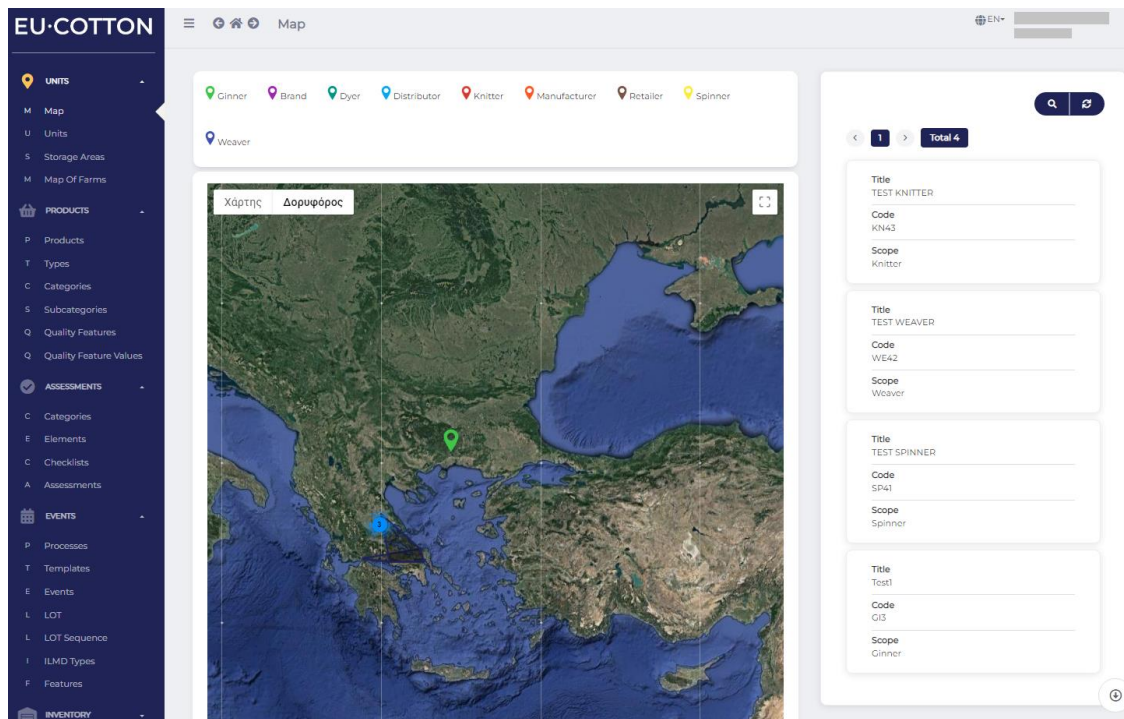 EU·COTTON
Map
EN
UNITS
M Map
U Units
S Storage Areas
M Map Of Farms
PRODUCTS
P Products
T Types
C Categories
S Subcategories
Q Quality Features
Q Quality Feature Values
ASSESSMENTS
C Categories
E Elements
C Checklists
A Assessments
EVENTS
P Processes
T Templates
E Events
L LOT
L LOT Sequence
I ILMD Types
F Features
INVENTORY
Ginner Brand Dyer Distributor Knitter Manufacturer Retailer Spinner
Weaver
Χάρτης Δορυφόρος
1 Total 4
Title
TEST KNITTER
Code
KN43
Scope
Knitter
Title
TEST WEAVER
Code
WE42
Scope
Weaver
Title
TEST SPINNER
Code
SP41
Scope
Spinner
Title
Test1
Code
GI3
Scope
Ginner